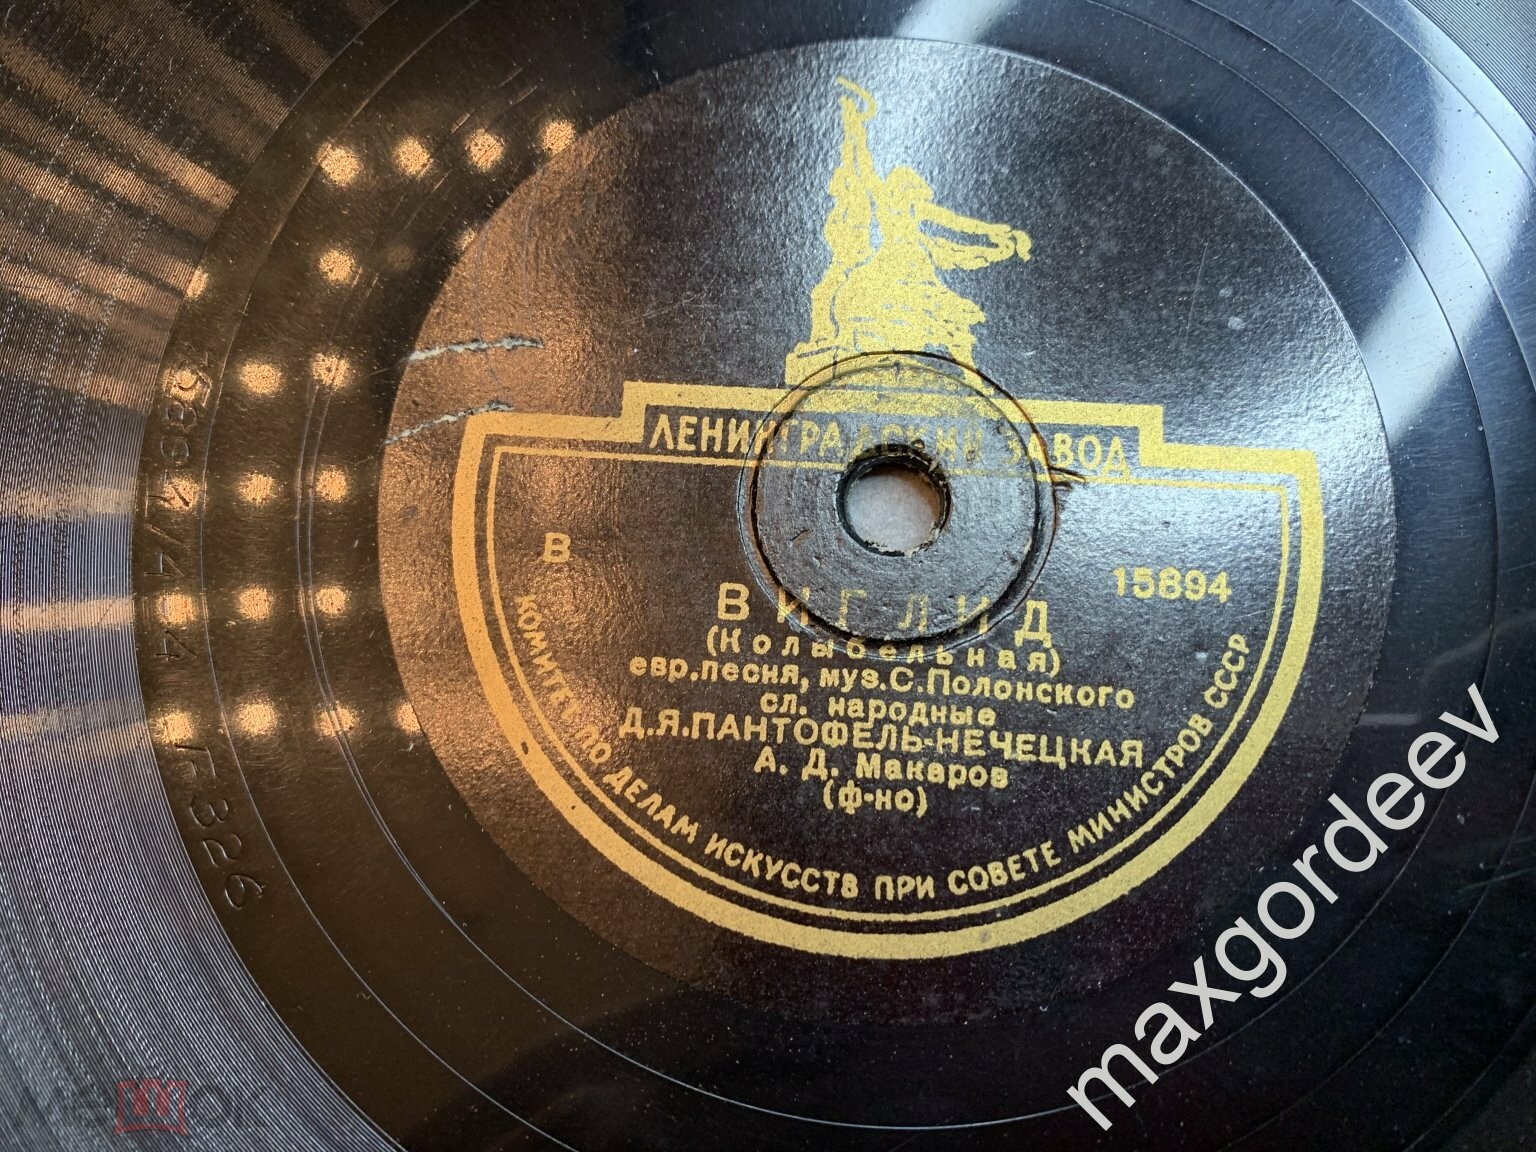 ЛЕНИНГРАДСКИЙ ЗАВОД
В
15894
ВИГЛИД
(Колыбельная)
евр.песня, муз.С.Полонского
сл. народные
Д.Я.ПАНТОФЕЛЬ-НЕЧЕЦКАЯ
А. Д. Макаров
(ф-но)
КОМИТЕТ ПО ДЕЛАМ ИСКУССТВ ПРИ СОВЕТЕ МИНИСТРОВ СССР
maxgordeev
мешок